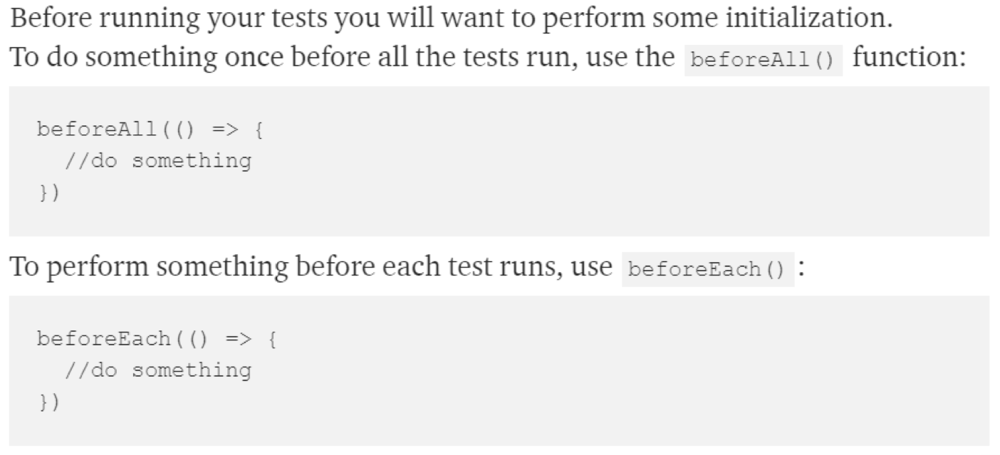 Before running your tests you will want to perform some initialization.
To do something once before all the tests run, use the beforeAll() function:
beforeAll(() => {
  //do something
})
To perform something before each test runs, use beforeEach():
beforeEach(() => {
  //do something
})